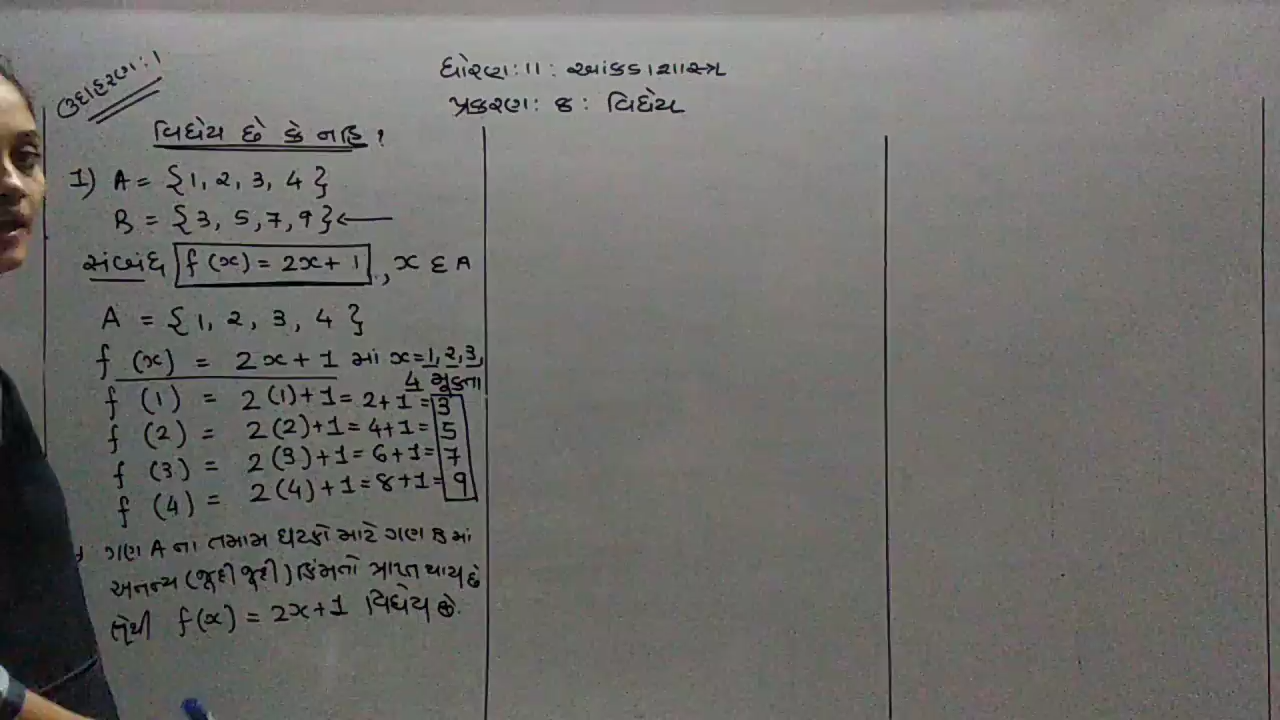 ધોરણ : 11 : આંકડાશાસ્ત્ર
પ્રકરણ : 8 : વિધેય
ઉદાહરણ : 1
વિધેય છે કે નહિ ?
1) A = {1, 2, 3, 4}
B = {3, 5, 7, 9} ←
સંબંધ f(x) = 2x + 1, x ∈ A
A = {1, 2, 3, 4}
f (x) = 2x + 1 માં x = 1, 2, 3,
4 મૂકતા
f (1) = 2(1)+1 = 2+1 = 3
f (2) = 2(2)+1 = 4+1 = 5
f (3) = 2(3)+1 = 6+1 = 7
f (4) = 2(4)+1 = 8+1 = 9
ગણ A ના તમામ ઘટકો માટે ગણ B માં
અનન્ય (જૂદી જૂદી) કિંમતો પ્રાપ્ત થાય છે
તેથી f(x) = 2x+1 વિધેય છે.